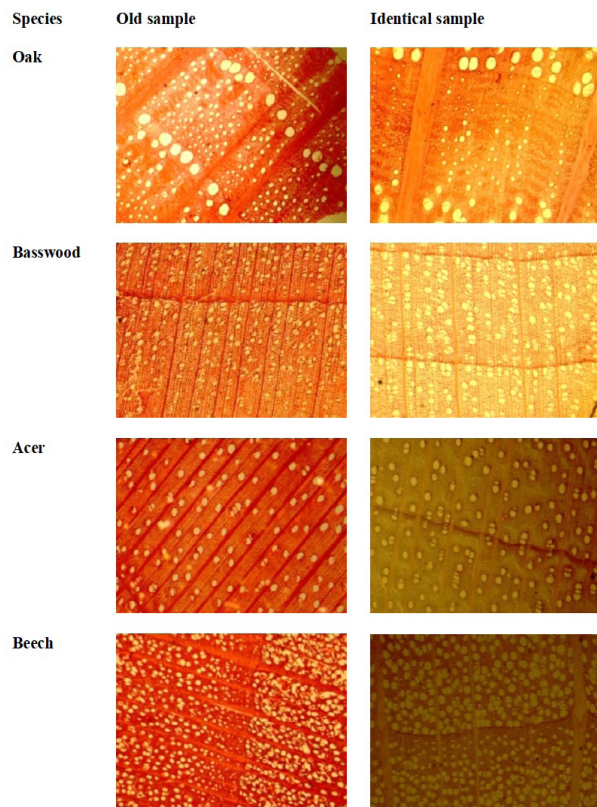 Species Old sample Identical sample
Oak
Basswood
Acer
Beech